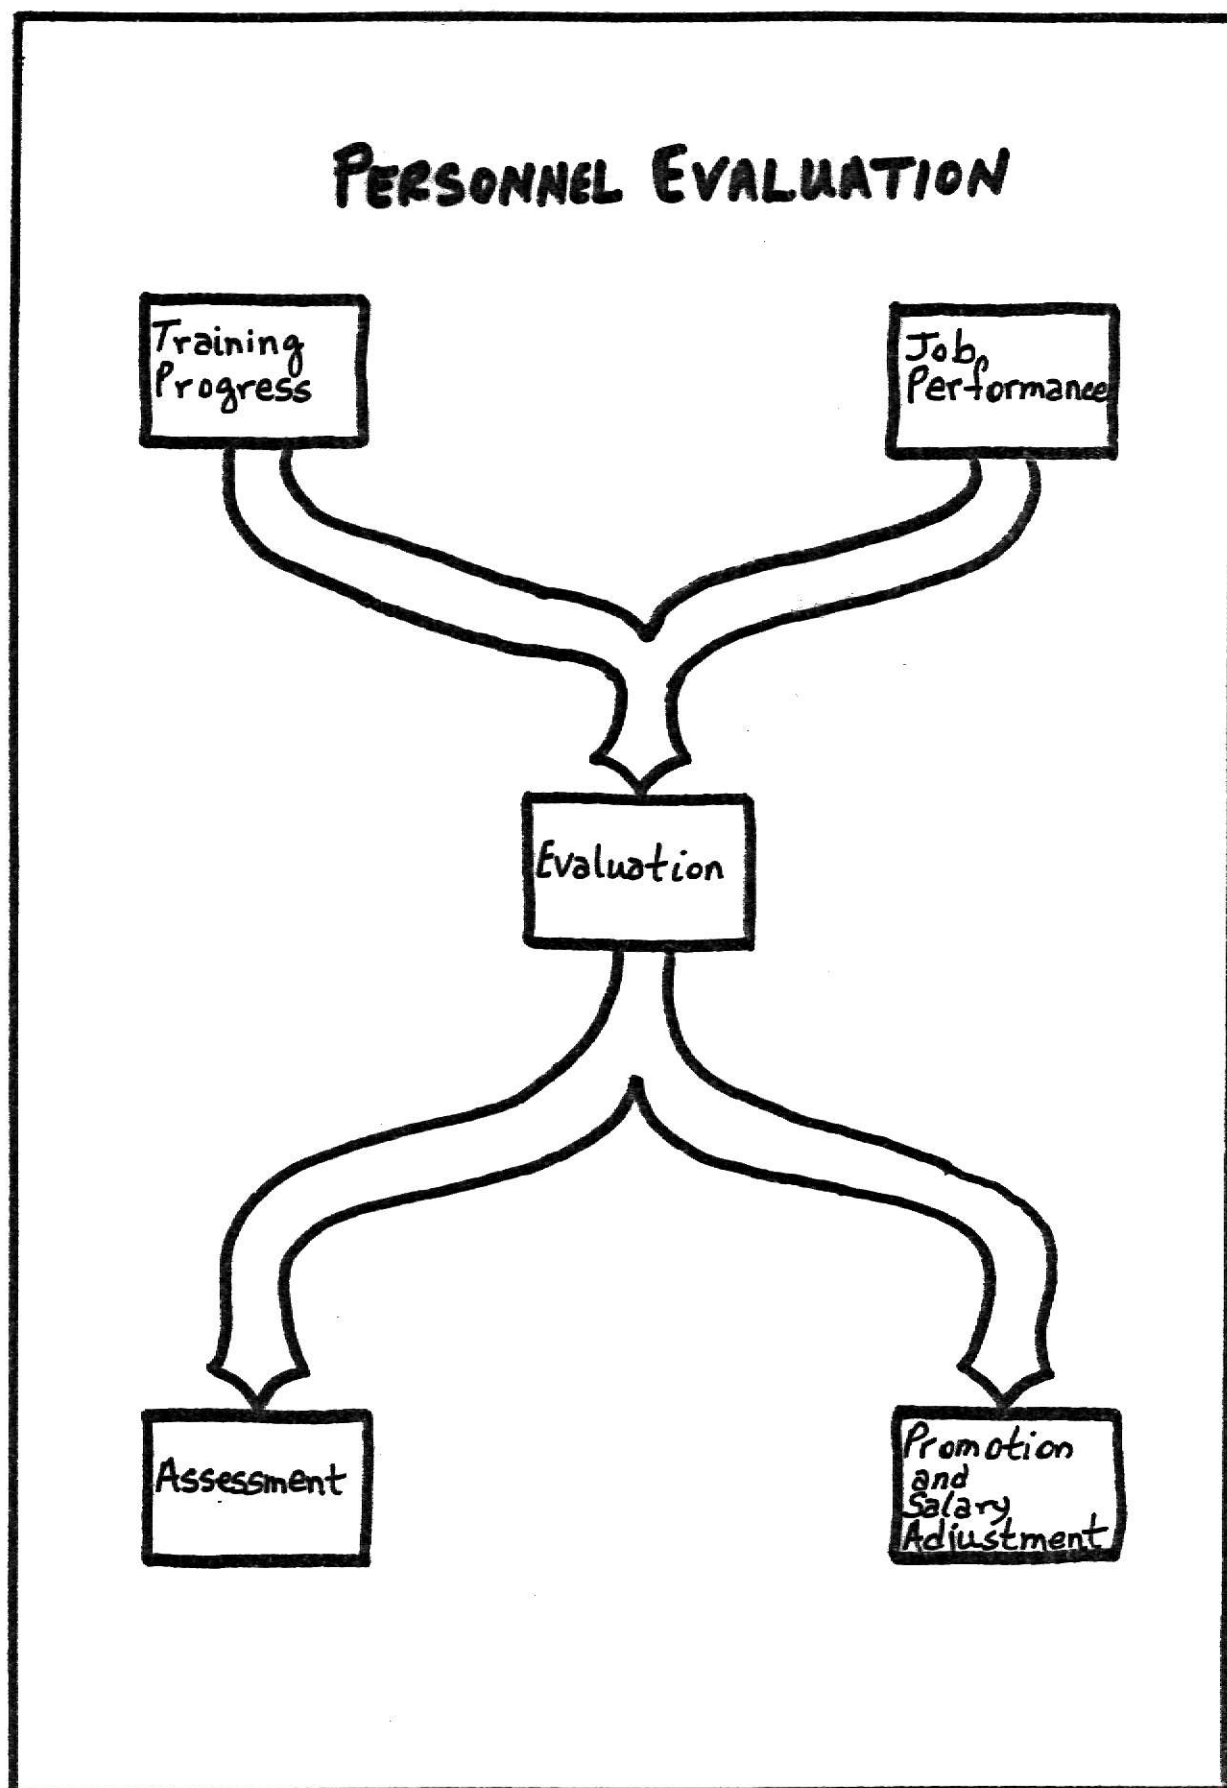 PERSONNEL EVALUATION
Training
Progress
Job
Performance
Evaluation
Assessment
Promotion
and
Salary
Adjustment